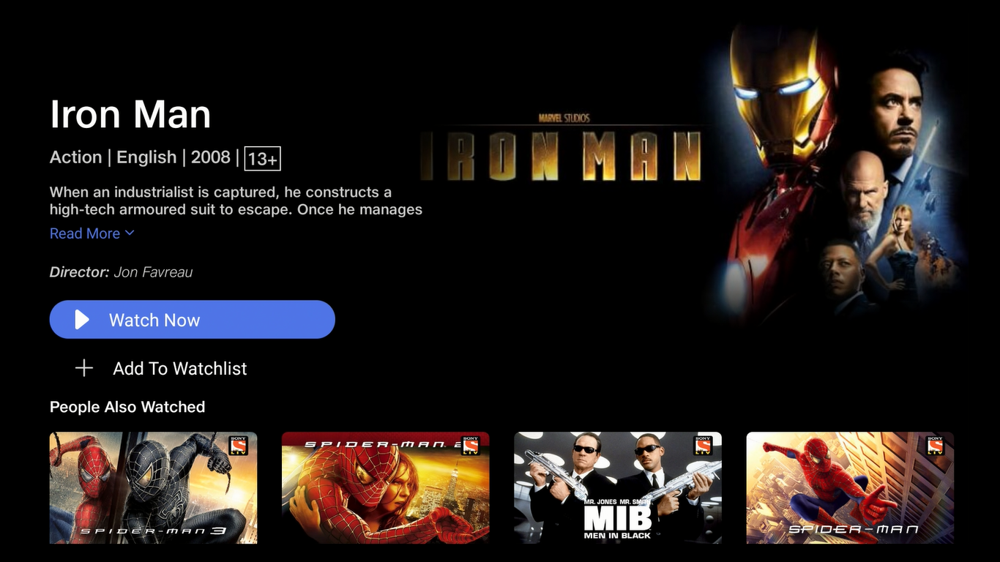 Iron Man
Action | English | 2008 | 13+
When an industrialist is captured, he constructs a
high-tech armoured suit to escape. Once he manages
Read More
Director: Jon Favreau
Watch Now
Add To Watchlist
MARVEL STUDIOS
IRON MAN
People Also Watched
SONY
LIV
SPIDER-MAN 3
SPIDER-MAN 2
SONY
LIV
SONY
LIV
MR. JONES MR. SMITH
MIB
MEN IN BLACK
SONY
LIV
SPIDER-MAN